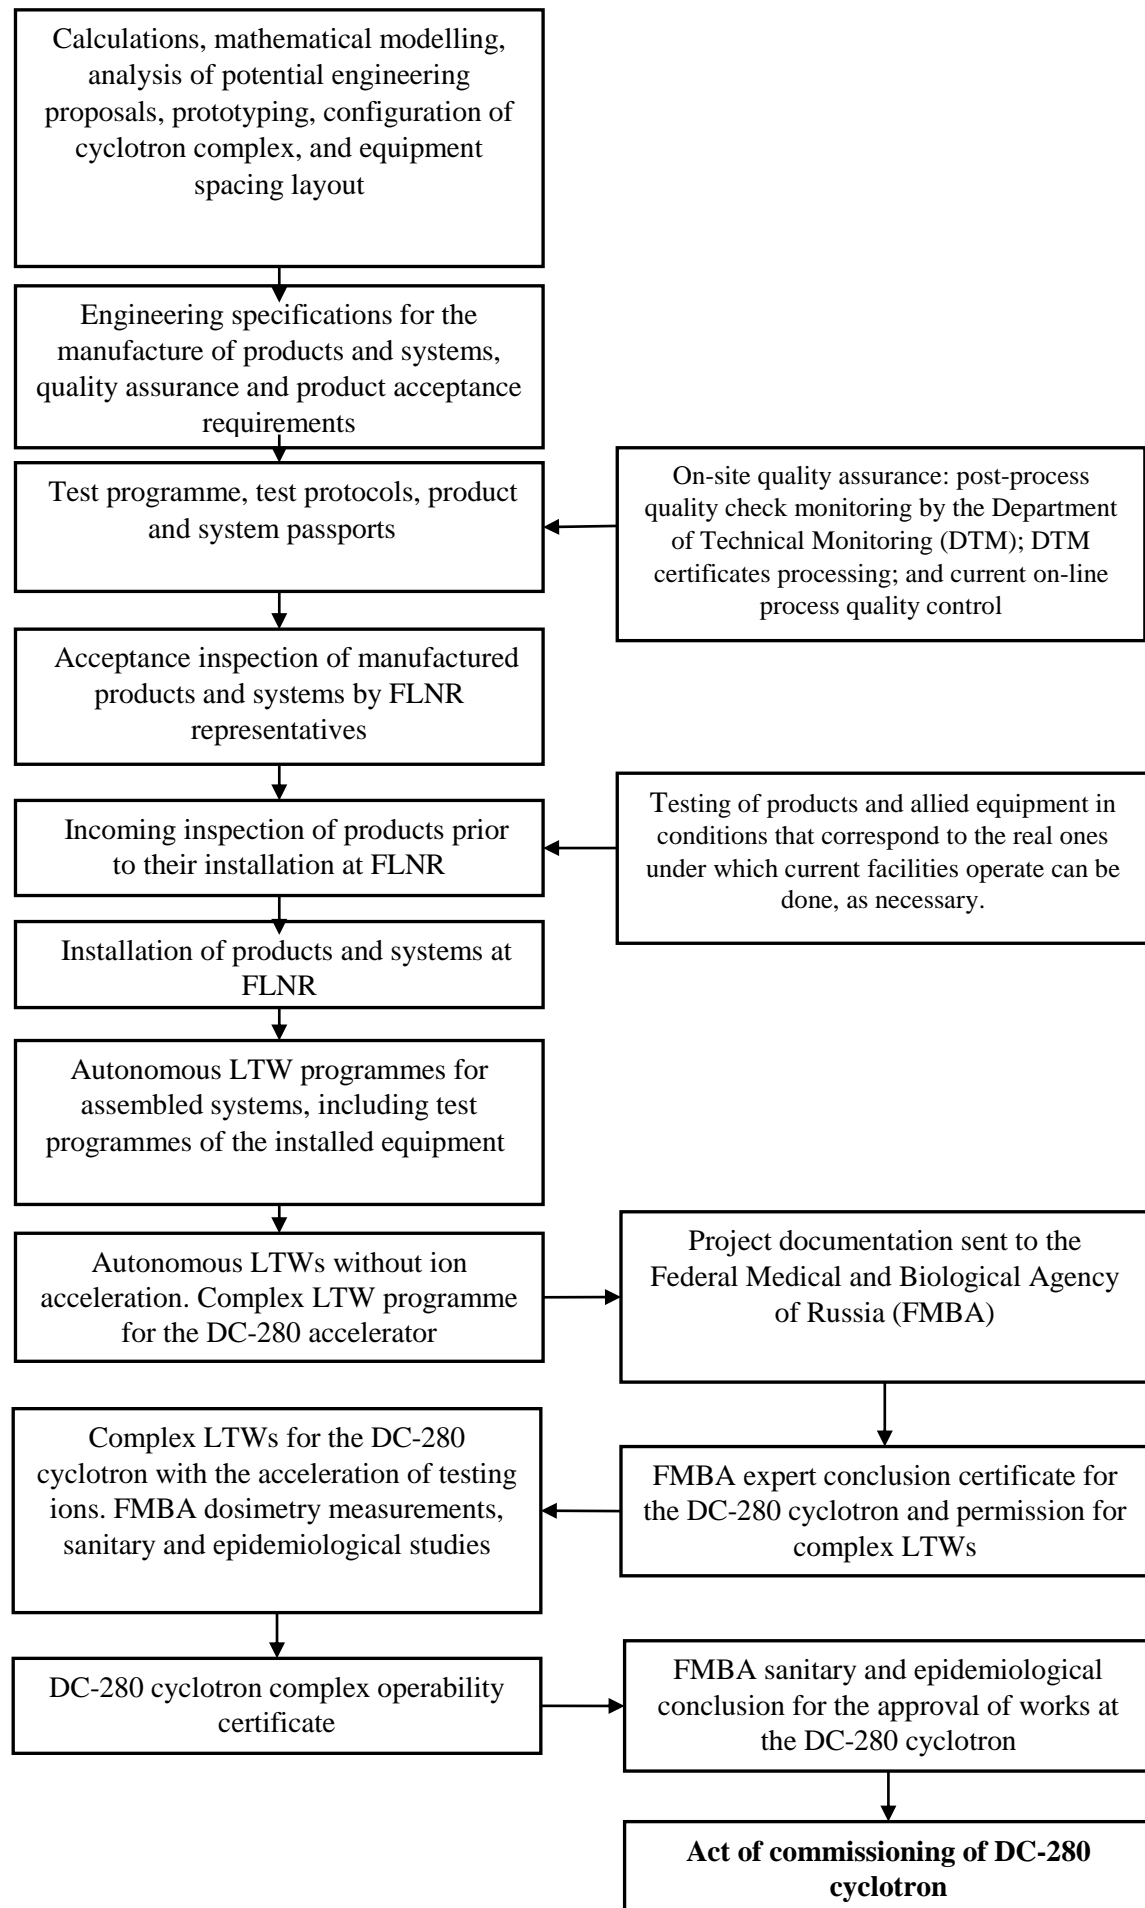 Calculations, mathematical modelling,
analysis of potential engineering
proposals, prototyping, configuration of
cyclotron complex, and equipment
spacing layout
Engineering specifications for the
manufacture of products and systems,
quality assurance and product acceptance
requirements
Test programme, test protocols, product
and system passports
On-site quality assurance: post-process
quality check monitoring by the Department
of Technical Monitoring (DTM); DTM
certificates processing; and current on-line
process quality control
Acceptance inspection of manufactured
products and systems by FLNR
representatives
Incoming inspection of products prior
to their installation at FLNR
Testing of products and allied equipment in
conditions that correspond to the real ones
under which current facilities operate can be
done, as necessary.
Installation of products and systems at
FLNR
Autonomous LTW programmes for
assembled systems, including test
programmes of the installed equipment
Autonomous LTWs without ion
acceleration. Complex LTW programme
for the DC-280 accelerator
Project documentation sent to the
Federal Medical and Biological Agency
of Russia (FMBA)
FMBA expert conclusion certificate for
the DC-280 cyclotron and permission for
complex LTWs
Complex LTWs for the DC-280
cyclotron with the acceleration of testing
ions. FMBA dosimetry measurements,
sanitary and epidemiological studies
DC-280 cyclotron complex operability
certificate
FMBA sanitary and epidemiological
conclusion for the approval of works at
the DC-280 cyclotron
Act of commissioning of DC-280
cyclotron